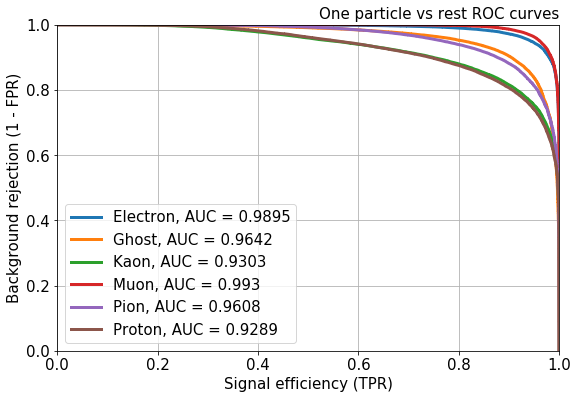 One particle vs rest ROC curves
Background rejection (1 - FPR)
1.0
0.8
0.6
0.4
0.2
0.0
Electron, AUC = 0.9895
Ghost, AUC = 0.9642
Kaon, AUC = 0.9303
Muon, AUC = 0.993
Pion, AUC = 0.9608
Proton, AUC = 0.9289
0.0 0.2 0.4 0.6 0.8 1.0
Signal efficiency (TPR)